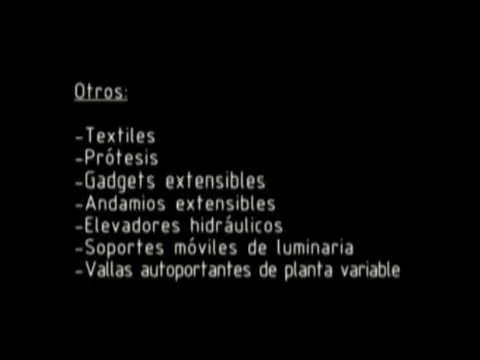 Otros:
-Textiles
-Prótesis
-Gadgets extensibles
-Andamios extensibles
-Elevadores hidráulicos
-Soportes móviles de luminaria
-Vallas autoportantes de planta variable